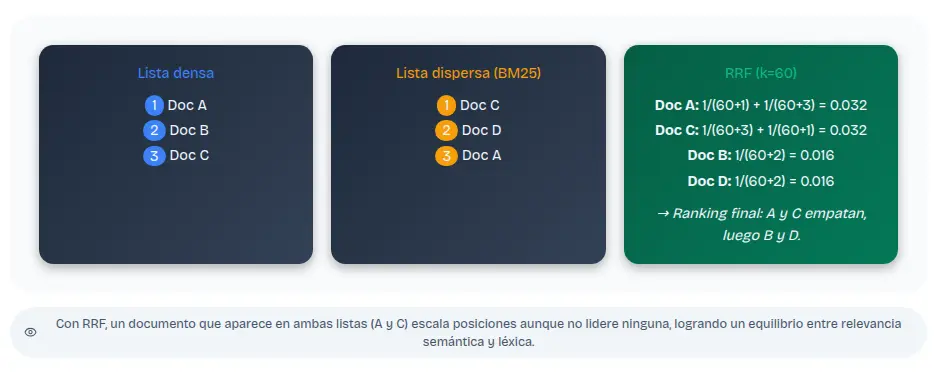 Lista densa
1 Doc A
2 Doc B
3 Doc C
Lista dispersa (BM25)
1 Doc C
2 Doc D
3 Doc A
RRF (k=60)
Doc A: 1/(60+1) + 1/(60+3) = 0.032
Doc C: 1/(60+3) + 1/(60+1) = 0.032
Doc B: 1/(60+2) = 0.016
Doc D: 1/(60+2) = 0.016
→ Ranking final: A y C empatan,
luego B y D.
Con RRF, un documento que aparece en ambas listas (A y C) escala posiciones aunque no lidere ninguna, logrando un equilibrio entre relevancia
semántica y léxica.